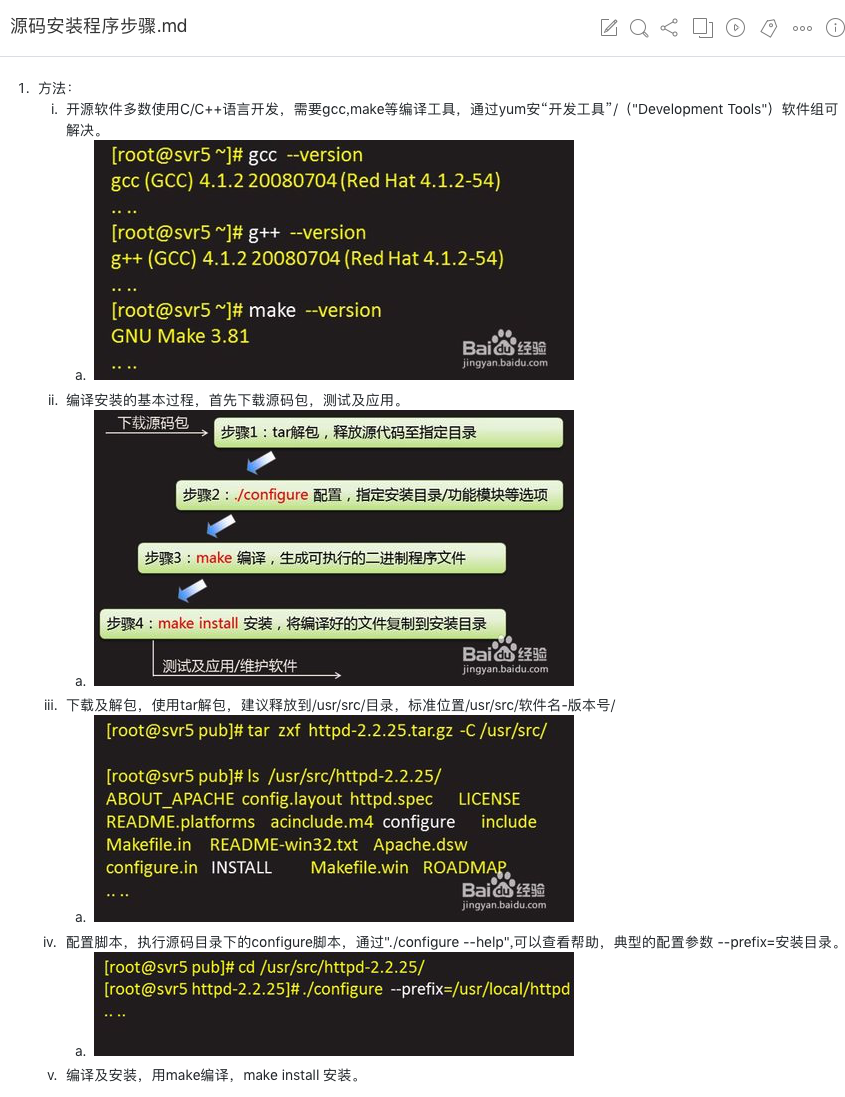 源码安装程序步骤.md
1. 方法：
i. 开源软件多数使用C/C++语言开发，需要gcc,make等编译工具，通过yum安“开发工具”/（"Development Tools"）软件组可
解决。
[root@svr5 ~]# gcc --version
gcc (GCC) 4.1.2 20080704 (Red Hat 4.1.2-54)
.. ..
[root@svr5 ~]# g++ --version
g++ (GCC) 4.1.2 20080704 (Red Hat 4.1.2-54)
.. ..
[root@svr5 ~]# make --version
GNU Make 3.81
.. ..
Baidu经验
jingyan.baidu.com
a.
ii. 编译安装的基本过程，首先下载源码包，测试及应用。
下载源码包
步骤1：tar解包，释放源代码至指定目录
步骤2：./configure 配置，指定安装目录/功能模块等选项
步骤3：make 编译，生成可执行的二进制程序文件
步骤4：make install 安装，将编译好的文件复制到安装目录
测试及应用/维护软件
Baidu经验
jingyan.baidu.com
a.
iii. 下载及解包，使用tar解包，建议释放到/usr/src/目录，标准位置/usr/src/软件名-版本号/
[root@svr5 pub]# tar zxf httpd-2.2.25.tar.gz -C /usr/src/
[root@svr5 pub]# ls /usr/src/httpd-2.2.25/
ABOUT_APACHE config.layout httpd.spec LICENSE
README.platforms acinclude.m4 configure include
Makefile.in README-win32.txt Apache.dsw
configure.in INSTALL Makefile.win ROADMAP
.. ..
Baidu经验
jingyan.baidu.com
a.
iv. 配置脚本，执行源码目录下的configure脚本，通过"./configure --help",可以查看帮助，典型的配置参数 --prefix=安装目录。
[root@svr5 pub]# cd /usr/src/httpd-2.2.25/
[root@svr5 httpd-2.2.25]# ./configure --prefix=/usr/local/httpd
.. ..
a.
v. 编译及安装，用make编译，make install 安装。